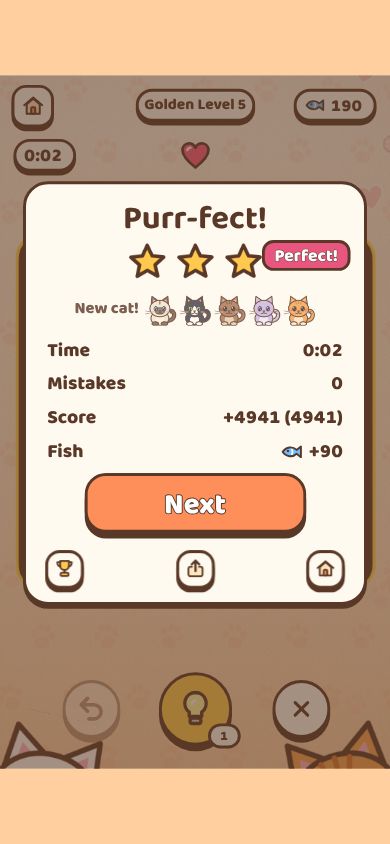 Golden Level 5
190
0:02
Purr-fect!
Perfect!
New cat!
Time 0:02
Mistakes 0
Score +4941 (4941)
Fish +90
Next
1